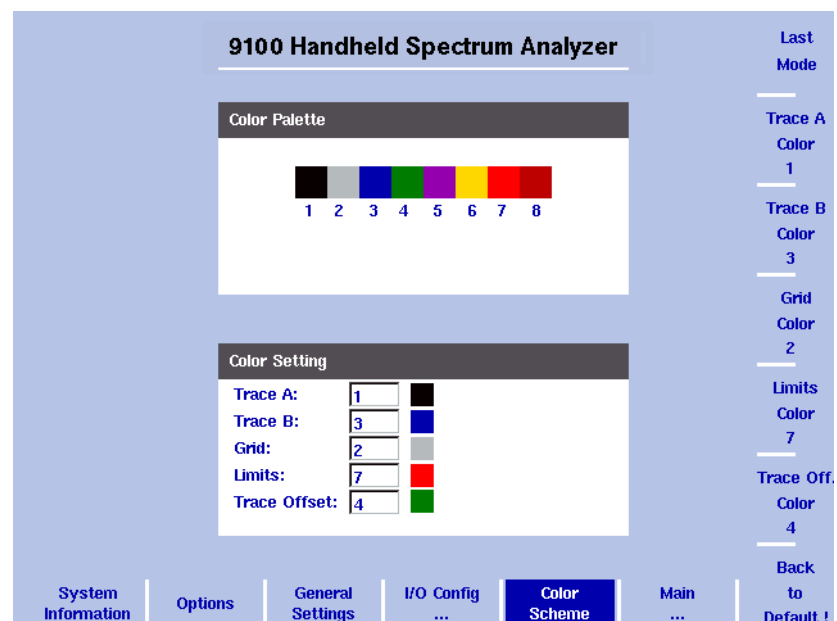 9100 Handheld Spectrum Analyzer
Color Palette
1 2 3 4 5 6 7 8
Color Setting
Trace A: 1
Trace B: 3
Grid: 2
Limits: 7
Trace Offset: 4
Last
Mode
Trace A
Color
1
Trace B
Color
3
Grid
Color
2
Limits
Color
7
Trace Off.
Color
4
Back
to
Default !
System
Information
Options
General
Settings
I/O Config
...
Color
Scheme
Main
...